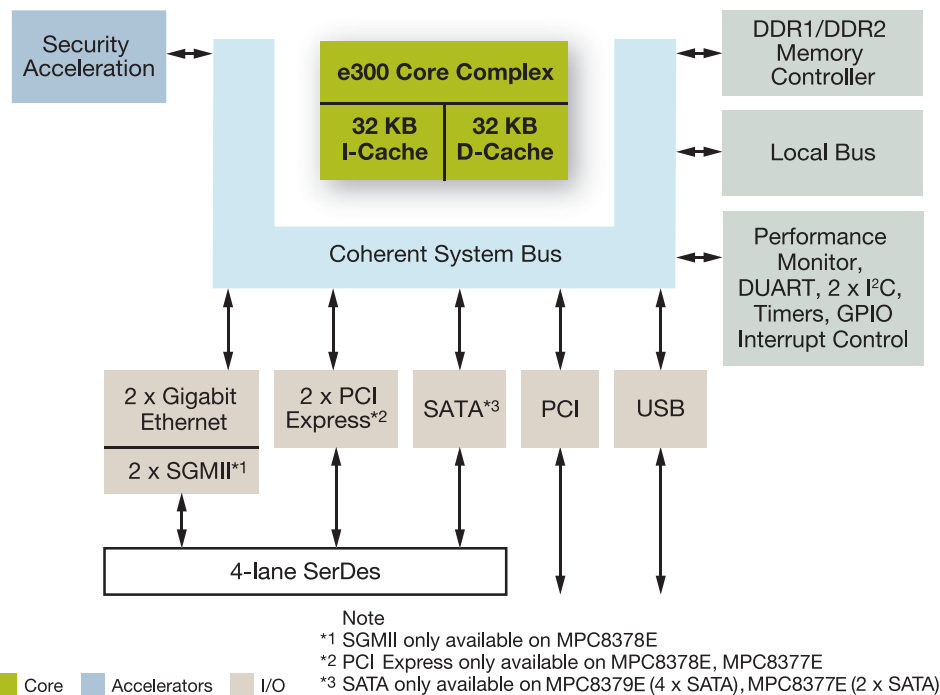 Security
Acceleration
e300 Core Complex
32 KB
I-Cache
32 KB
D-Cache
DDR1/DDR2
Memory
Controller
Local Bus
Coherent System Bus
Performance
Monitor,
DUART, 2 x I²C,
Timers, GPIO
Interrupt Control
2 x Gigabit
Ethernet
2 x SGMII*1
2 x PCI
Express*2
SATA*3
PCI
USB
4-lane SerDes
Note
*1 SGMII only available on MPC8378E
*2 PCI Express only available on MPC8378E, MPC8377E
*3 SATA only available on MPC8379E (4 x SATA), MPC8377E (2 x SATA)
Core
Accelerators
I/O